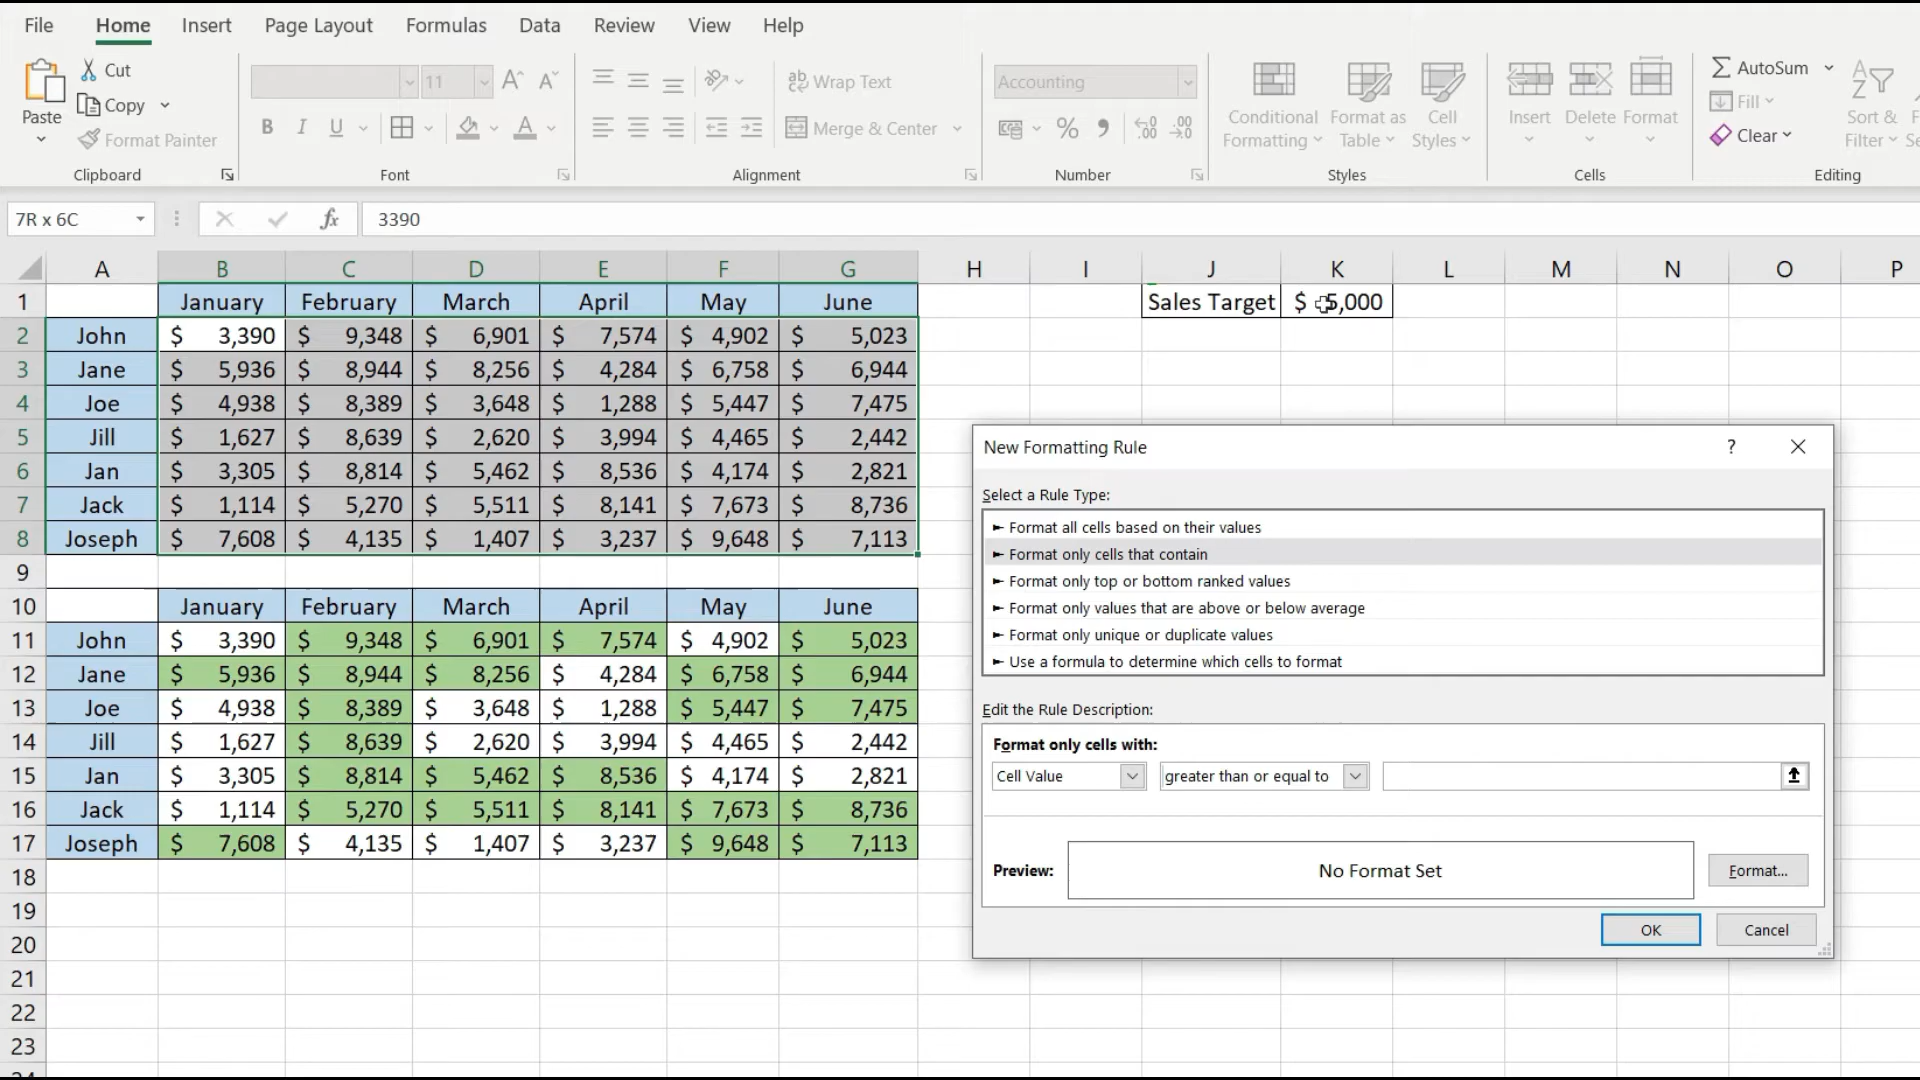 File Home Insert Page Layout Formulas Data Review View Help
Paste
Cut
Copy
Format Painter
Clipboard
11
B I U
Font
Wrap Text
Merge & Center
Alignment
Accounting
Number
Conditional Formatting
Format as Table
Cell Styles
Styles
Insert
Delete
Format
Cells
AutoSum
Fill
Clear
Sort & Filter
Editing
7R x 6C fx 3390
A B C D E F G H I J K L M N O P
1 January February March April May June Sales Target $ 5,000
2 John $ 3,390 $ 9,348 $ 6,901 $ 7,574 $ 4,902 $ 5,023
3 Jane $ 5,936 $ 8,944 $ 8,256 $ 4,284 $ 6,758 $ 6,944
4 Joe $ 4,938 $ 8,389 $ 3,648 $ 1,288 $ 5,447 $ 7,475
5 Jill $ 1,627 $ 8,639 $ 2,620 $ 3,994 $ 4,465 $ 2,442
6 Jan $ 3,305 $ 8,814 $ 5,462 $ 8,536 $ 4,174 $ 2,821
7 Jack $ 1,114 $ 5,270 $ 5,511 $ 8,141 $ 7,673 $ 8,736
8 Joseph $ 7,608 $ 4,135 $ 1,407 $ 3,237 $ 9,648 $ 7,113
9
10 January February March April May June
11 John $ 3,390 $ 9,348 $ 6,901 $ 7,574 $ 4,902 $ 5,023
12 Jane $ 5,936 $ 8,944 $ 8,256 $ 4,284 $ 6,758 $ 6,944
13 Joe $ 4,938 $ 8,389 $ 3,648 $ 1,288 $ 5,447 $ 7,475
14 Jill $ 1,627 $ 8,639 $ 2,620 $ 3,994 $ 4,465 $ 2,442
15 Jan $ 3,305 $ 8,814 $ 5,462 $ 8,536 $ 4,174 $ 2,821
16 Jack $ 1,114 $ 5,270 $ 5,511 $ 8,141 $ 7,673 $ 8,736
17 Joseph $ 7,608 $ 4,135 $ 1,407 $ 3,237 $ 9,648 $ 7,113
18
19
20
21
22
23
New Formatting Rule ?
Select a Rule Type:
► Format all cells based on their values
► Format only cells that contain
► Format only top or bottom ranked values
► Format only values that are above or below average
► Format only unique or duplicate values
► Use a formula to determine which cells to format
Edit the Rule Description:
Format only cells with:
Cell Value greater than or equal to
Preview: No Format Set Format...
OK Cancel